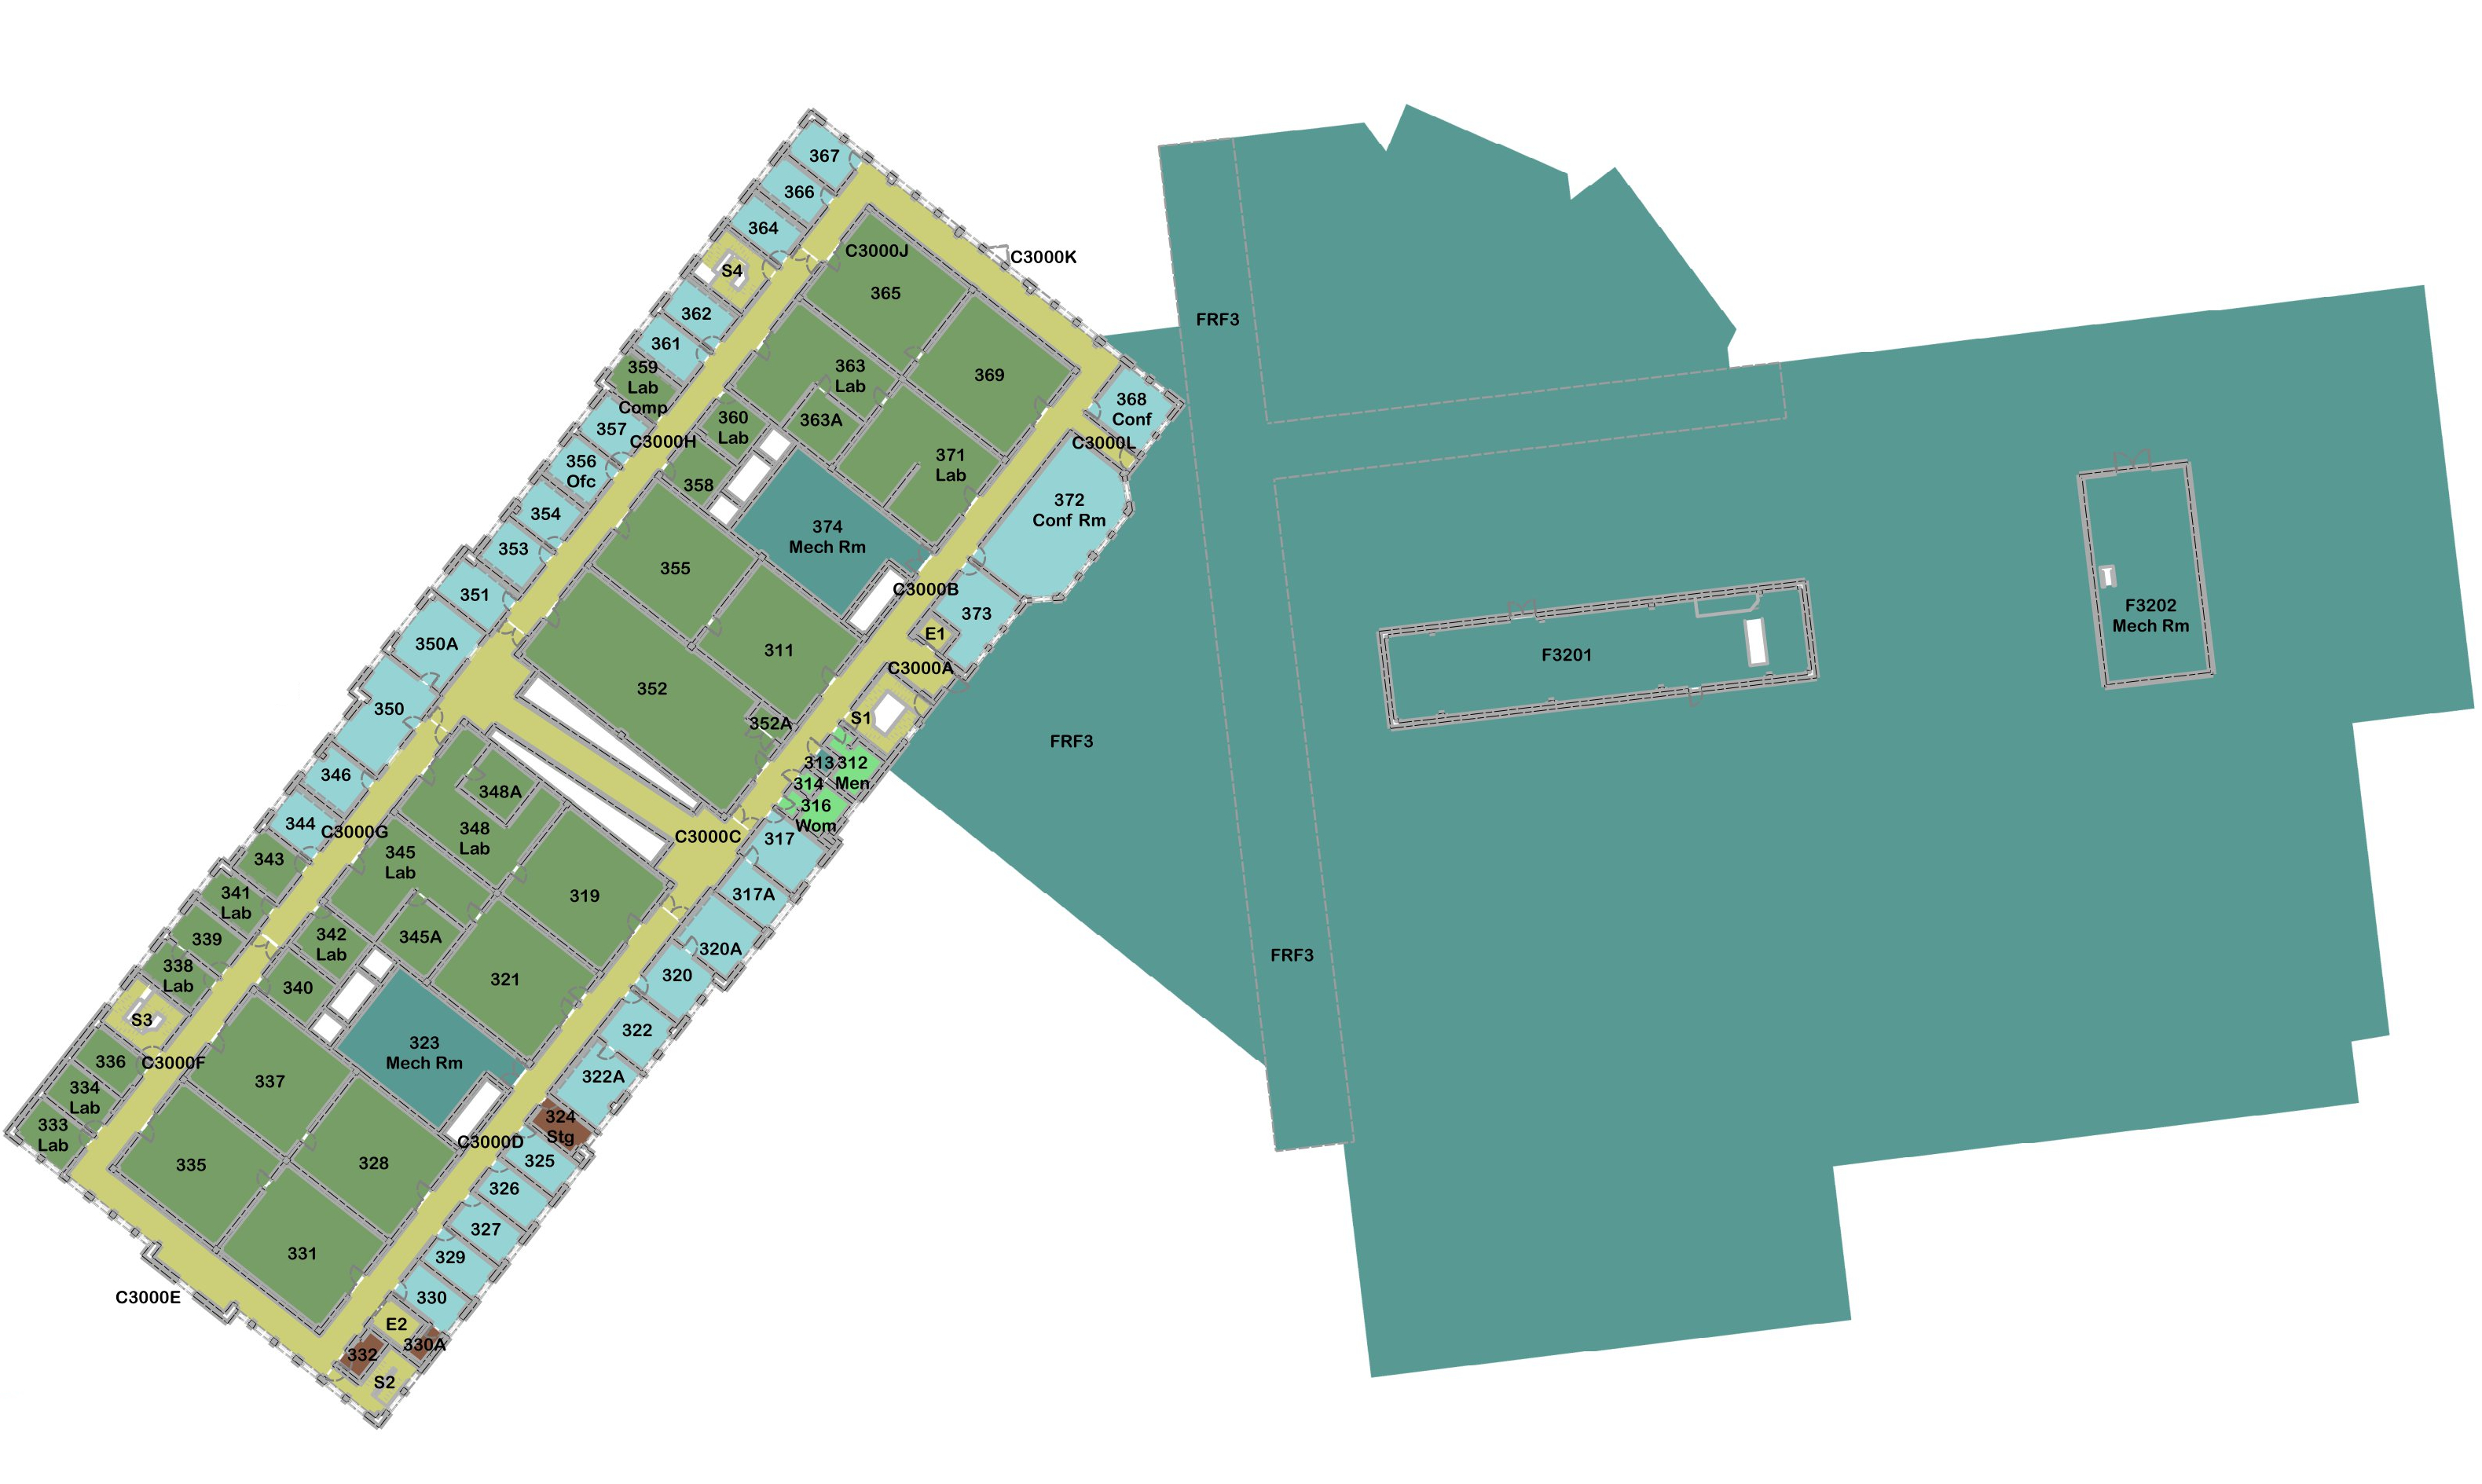 367
366
364
C3000J
C3000K
S4
365
362
FRF3
361
359
Lab
Comp
363
Lab
369
368
Conf
357
360
Lab
363A
C3000H
C3000L
356
Ofc
371
Lab
358
354
372
Conf Rm
374
Mech Rm
353
355
351
C3000B
373
F3202
Mech Rm
E1
350A
311
F3201
C3000A
352
350
S1
352A
FRF3
313
312
Men
346
314
348A
316
Wom
344
C3000G
348
Lab
C3000C
317
343
345
Lab
341
Lab
319
317A
339
342
Lab
345A
320A
FRF3
338
Lab
340
321
320
S3
323
Mech Rm
322
336
C3000F
337
322A
334
Lab
324
Stg
333
Lab
C3000D
335
328
325
326
327
331
329
C3000E
330
E2
332
330A
S2